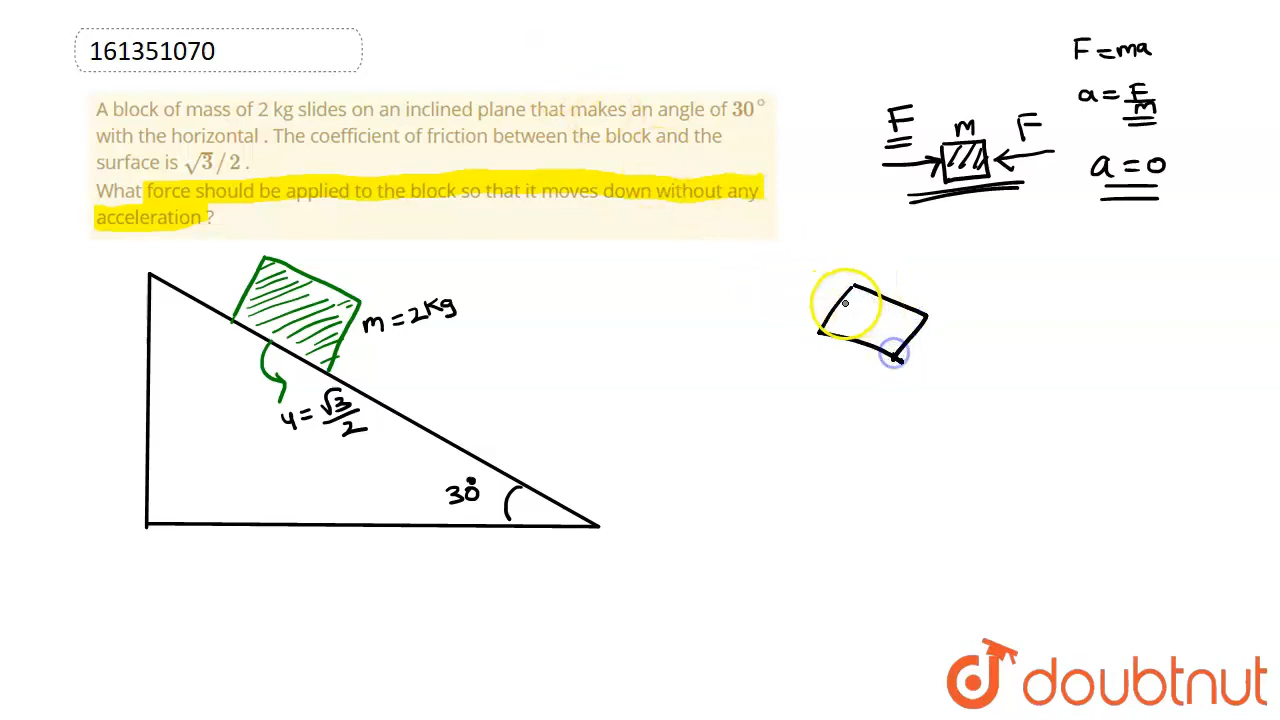 161351070
A block of mass of 2 kg slides on an inclined plane that makes an angle of 30°
with the horizontal . The coefficient of friction between the block and the
surface is √3 / 2 .
What force should be applied to the block so that it moves down without any
acceleration ?
F = ma
a = F/m
F
m
F
a = 0
m = 2kg
μ = √3/2
30°
doubtnut